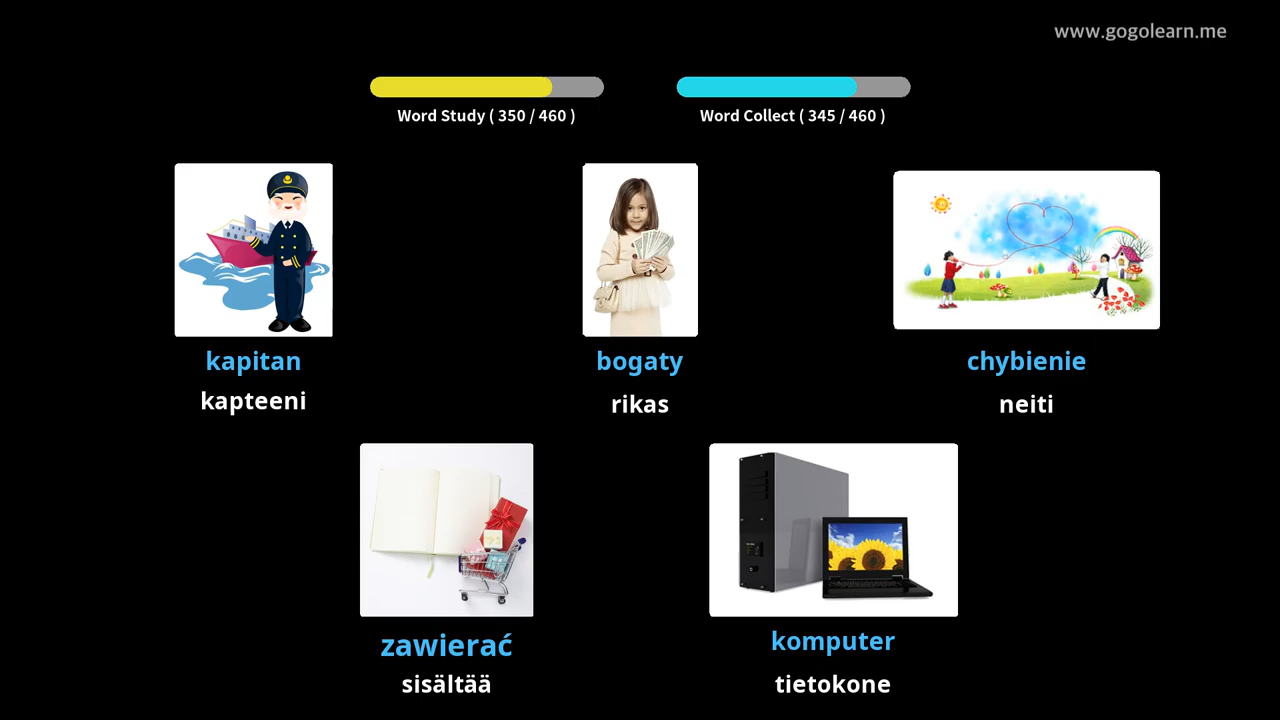 www.gogolearn.me
Word Study ( 350 / 460 )
Word Collect ( 345 / 460 )
kapitan
kapteeni
bogaty
rikas
chybienie
neiti
zawierać
sisältää
komputer
tietokone